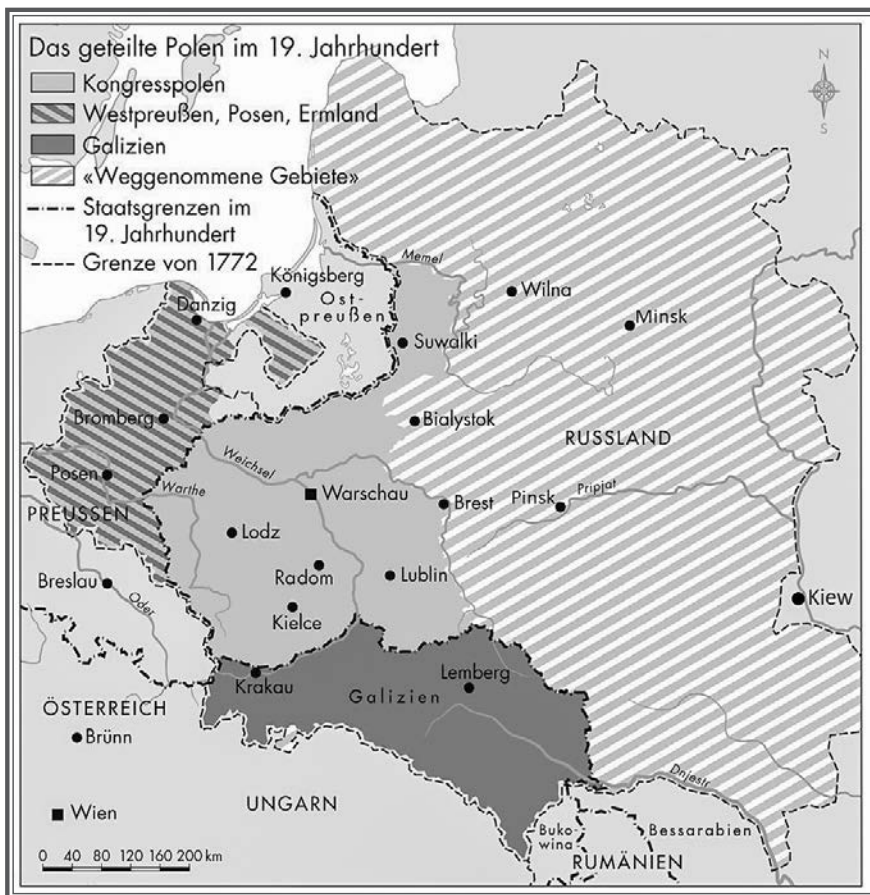 Das geteilte Polen im 19. Jahrhundert
Kongresspolen
Westpreußen, Posen, Ermland
Galizien
«Weggenommene Gebiete»
Staatsgrenzen im
19. Jahrhundert
Grenze von 1772
N
S
Memel
Königsberg
Ost-
preußen
Wilna
Danzig
Minsk
Suwalki
Bromberg
Bialystok
RUSSLAND
Weichsel
Posen
Warthe
Warschau
Brest
Pinsk
Pripjat
PREUSSEN
Lodz
Radom
Lublin
Breslau
Oder
Kielce
Kiew
Krakau
Galizien
Lemberg
ÖSTERREICH
Brünn
Dnjestr
UNGARN
Wien
Buko-
wina
Bessarabien
RUMÄNIEN
0 40 80 120 160 200 km